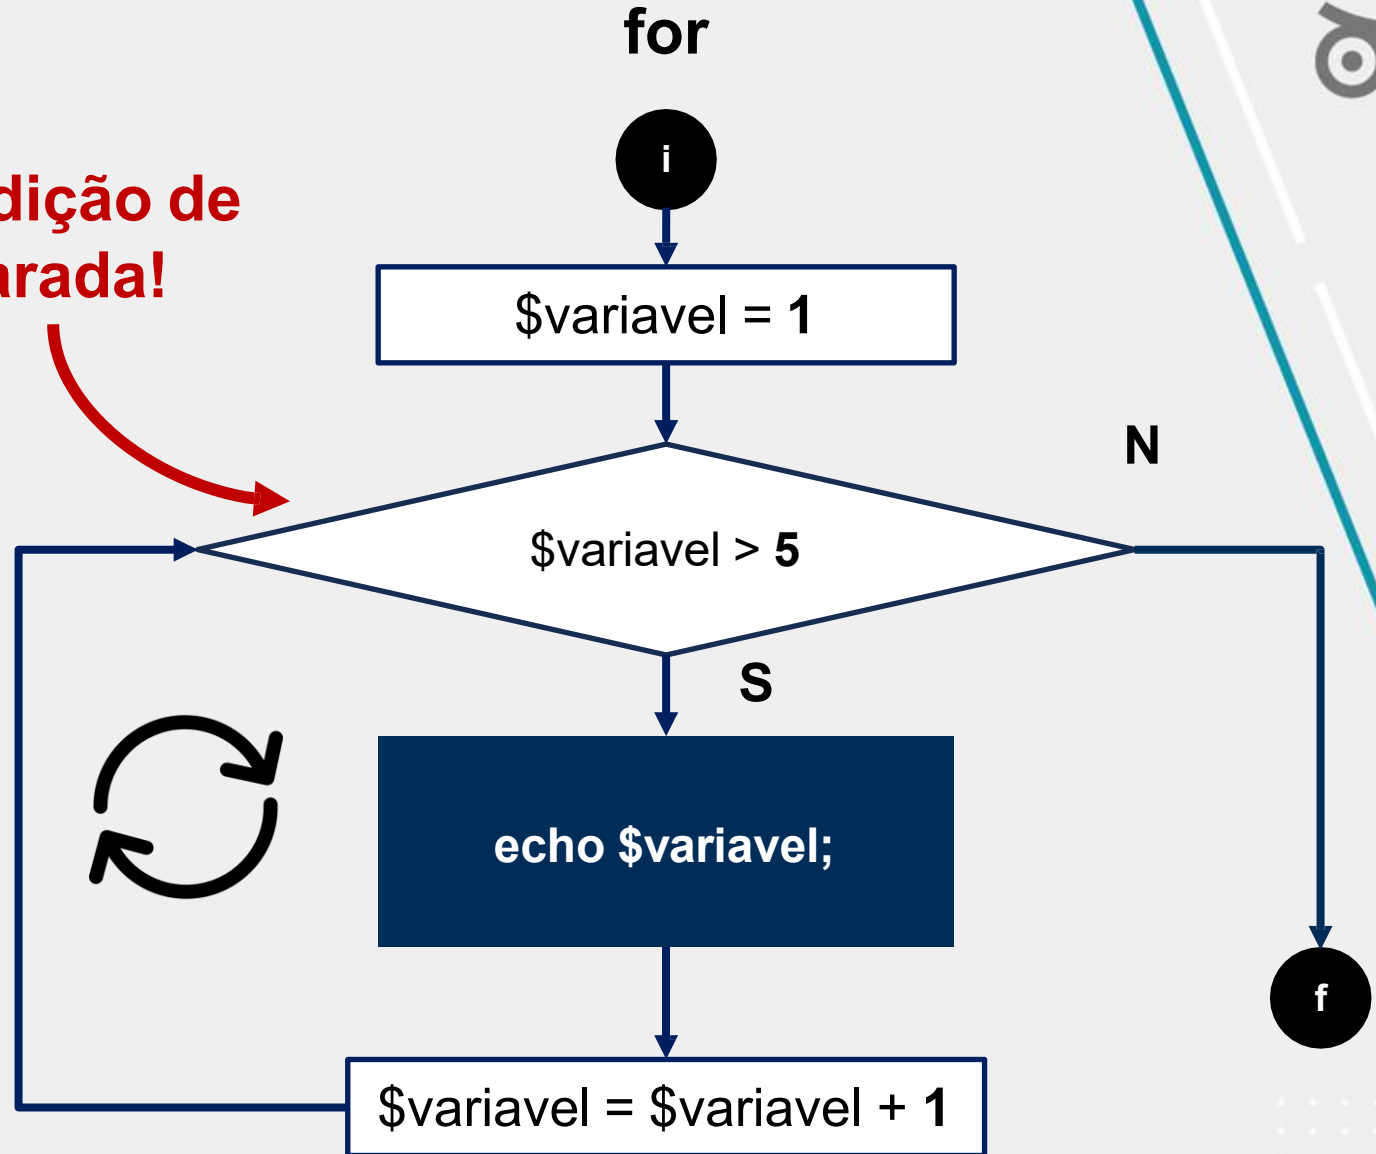 for
i
dição de
arada!
$variavel = 1
N
$variavel > 5
S
echo $variavel;
f
$variavel = $variavel + 1